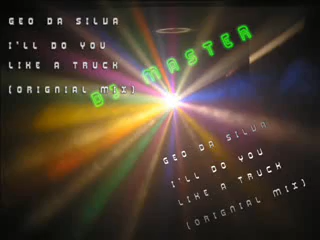 GEO DA SILVA
I'LL DO YOU
LIKE A TRUCK
(ORIGNIAL MIX)
DJ MASTER
GEO DA SILVA
I'LL DO YOU
LIKE A TRUCK
(ORIGNIAL MIX)